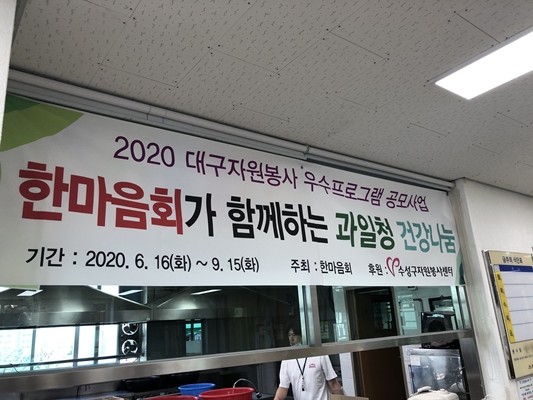 2020 대구자원봉사 우수프로그램 공모사업
한마음회가 함께하는 과일청 건강나눔
기간 : 2020. 6. 16(화) ~ 9. 15(화) 주최 : 한마음회 후원 : 수성구자원봉사센터